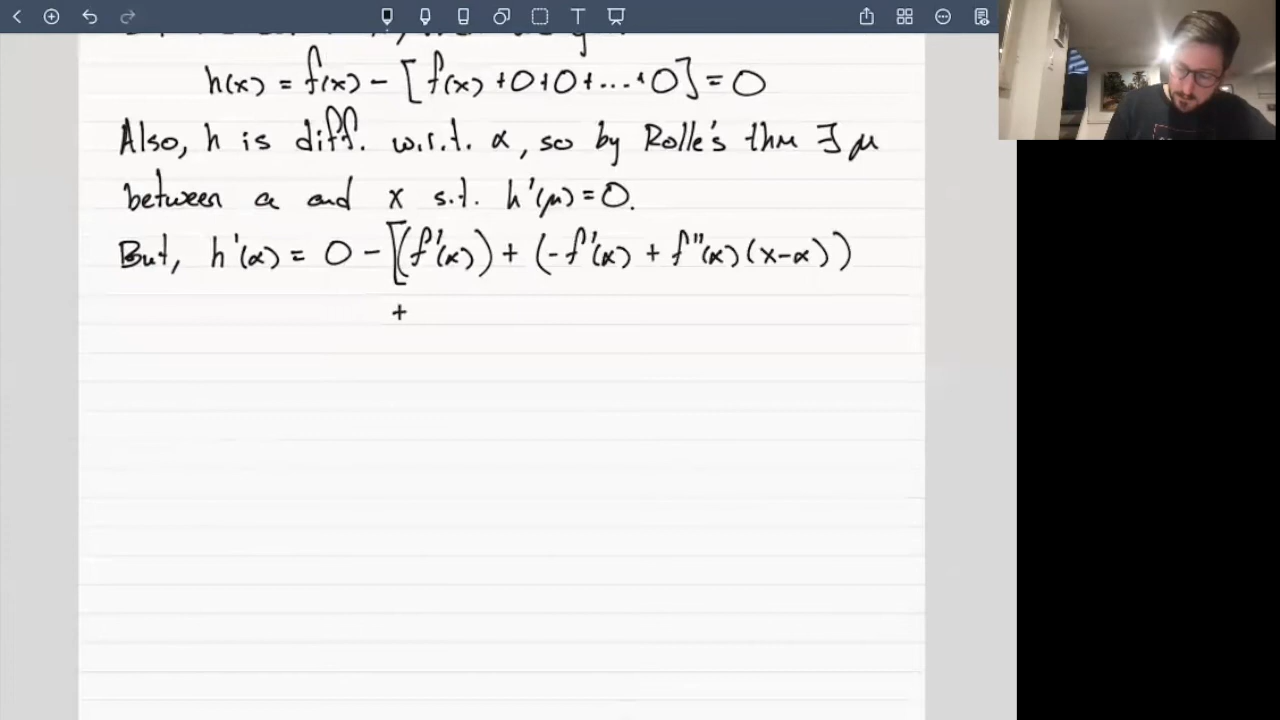 h(x) = f(x) - [f(x) + 0 + 0 + ... + 0] = 0
Also, h is diff. w.r.t. α, so by Rolle's thm ∃ μ
between a and x s.t. h'(μ) = 0.
But, h'(α) = 0 - [(f'(α)) + (-f'(α) + f''(α)(x-α))
+